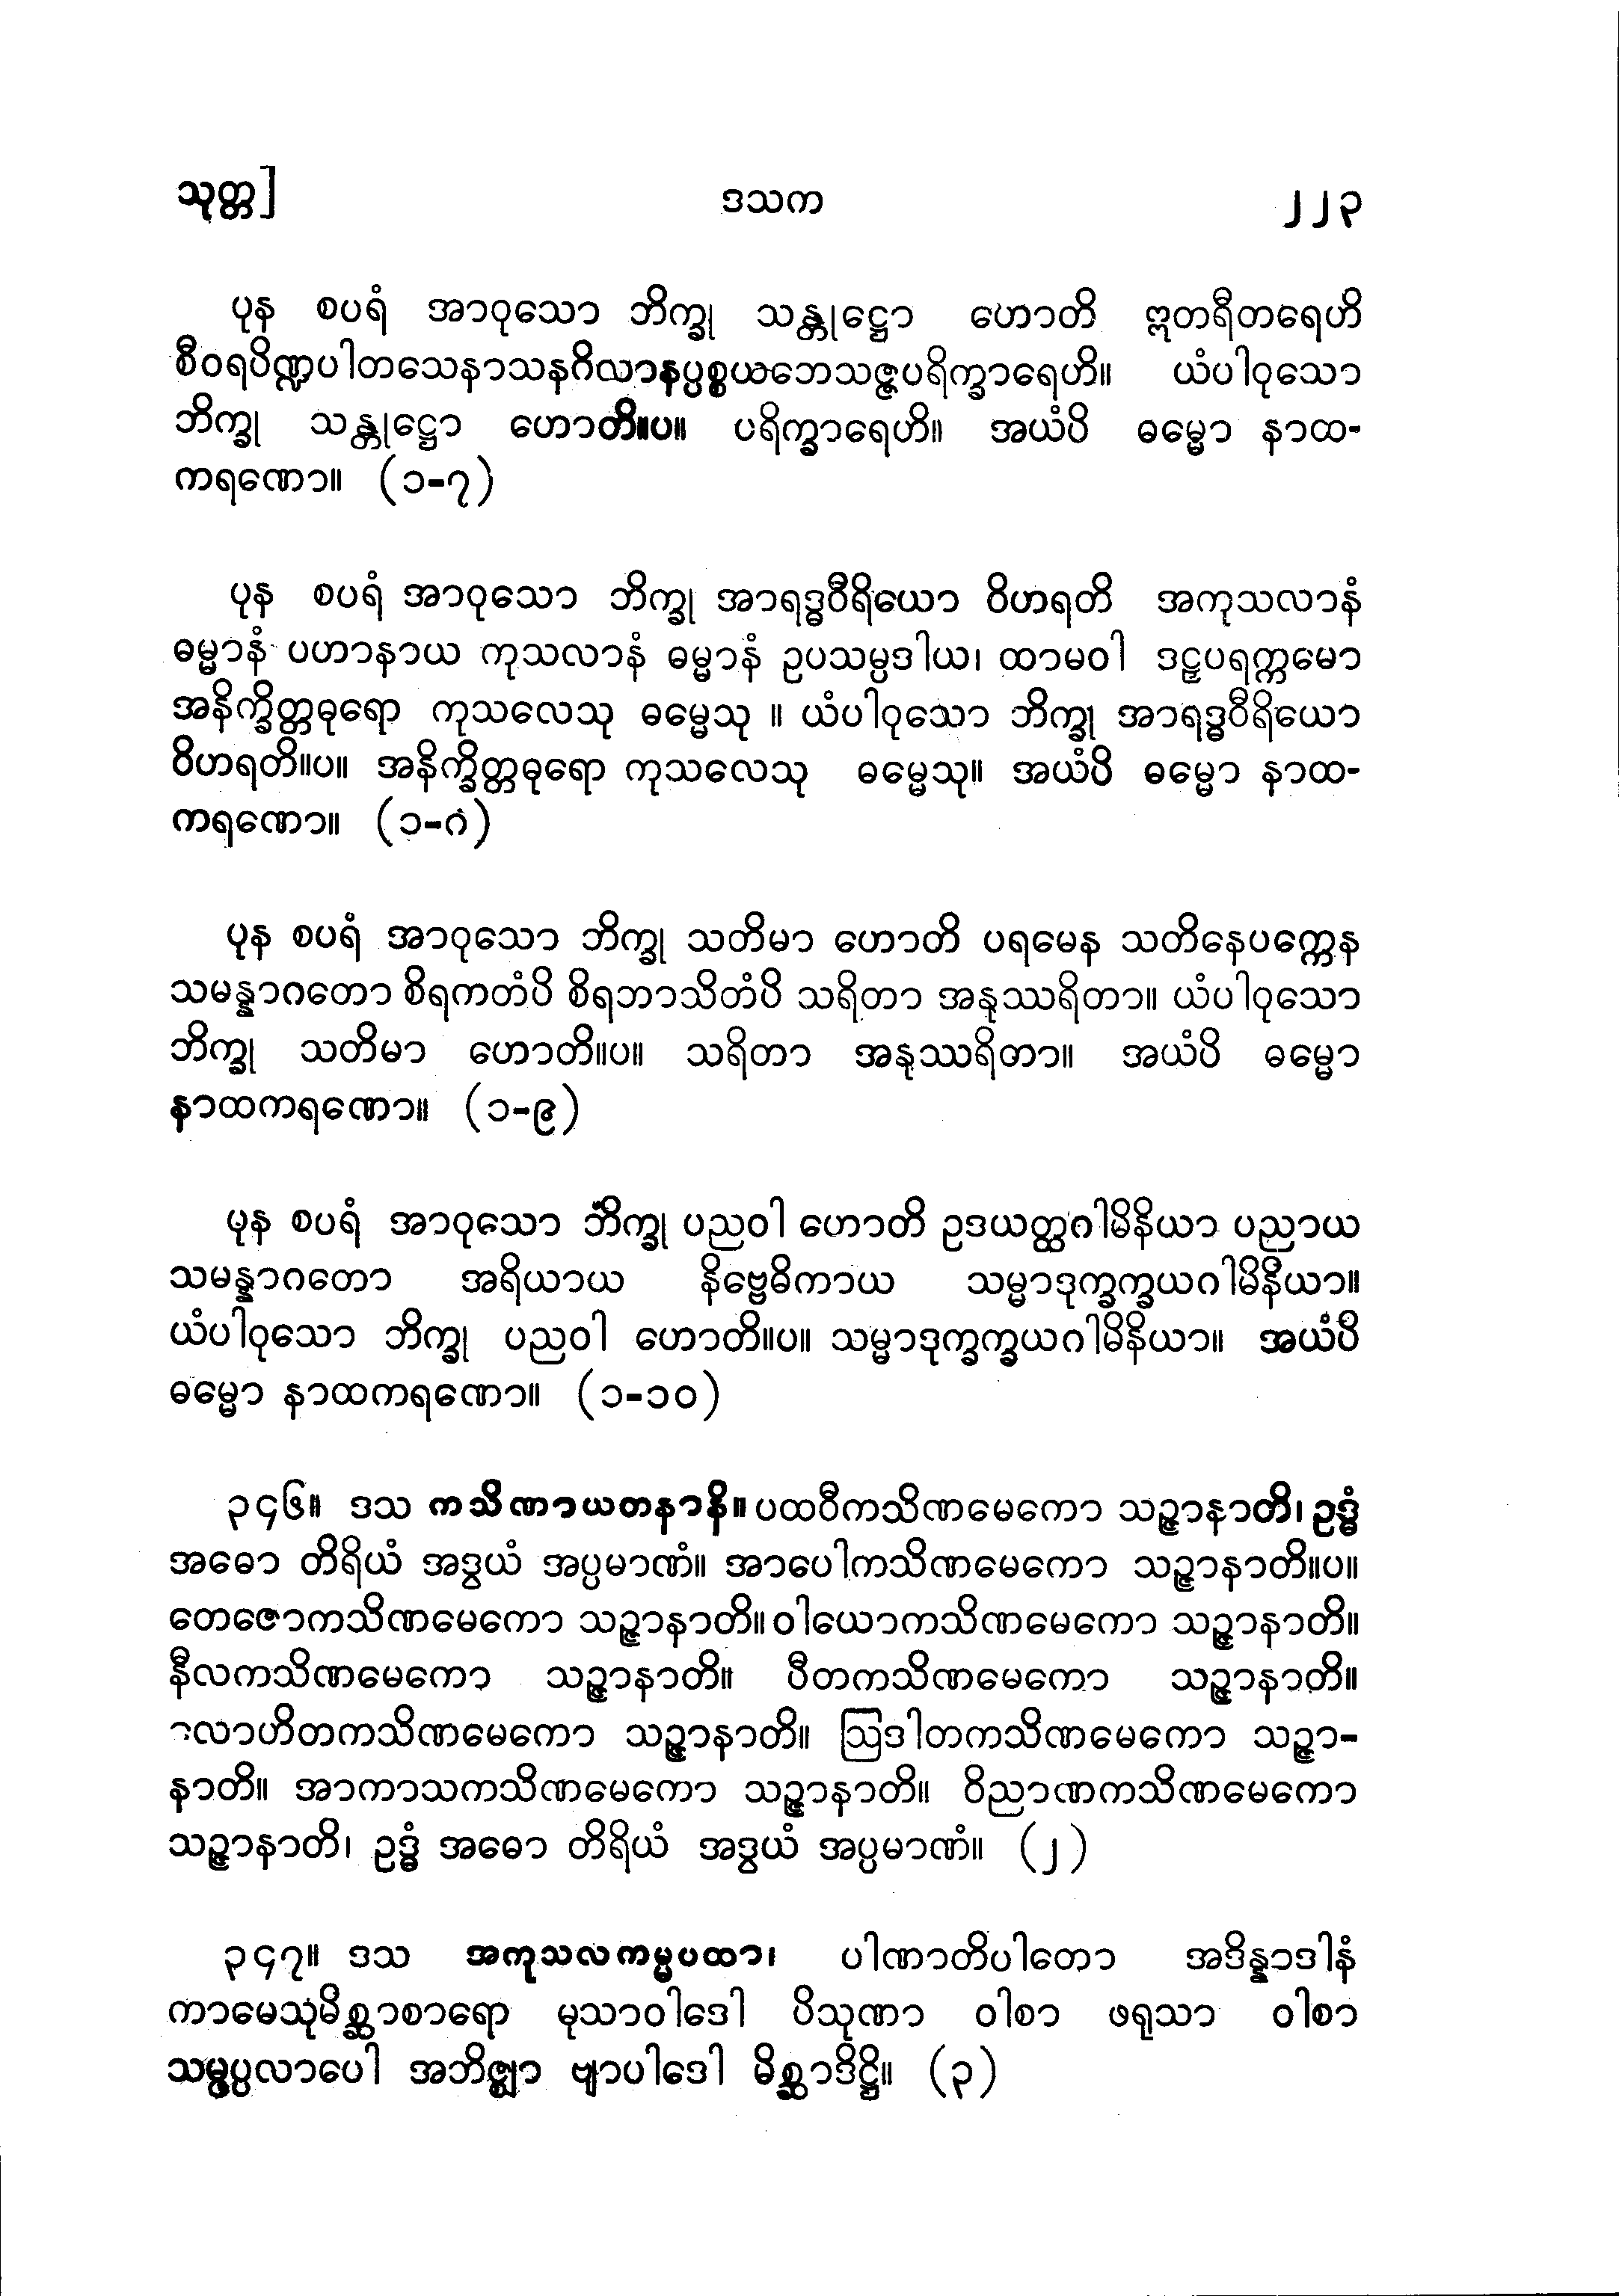 သုတ္တ] ဒသက ၂၂၃
ပုန စပရံ အာဝုသော ဘိက္ခု သန္တုဋ္ဌော ဟောတိ ဣတရီတရေဟိ
စီဝရပိဏ္ဍပါတသေနာသနဂိလာနပ္ပစ္စယဘေသဇ္ဇပရိက္ခာရေဟိ။ ယံပါဝုသော
ဘိက္ခု သန္တုဋ္ဌော ဟောတိ။ပ။ ပရိက္ခာရေဟိ။ အယံပိ ဓမ္မော နာထ-
ကရဏော။ (၁-၇)
ပုန စပရံ အာဝုသော ဘိက္ခု အာရဒ္ဓဝီရိယော ဝိဟရတိ အကုသလာနံ
ဓမ္မာနံ ပဟာနာယ ကုသလာနံ ဓမ္မာနံ ဥပသမ္ပဒါယ၊ ထာမဝါ ဒဠှပရက္ကမော
အနိက္ခိတ္တဓုရော ကုသလေသု ဓမ္မေသု ။ ယံပါဝုသော ဘိက္ခု အာရဒ္ဓဝီရိယော
ဝိဟရတိ။ပ။ အနိက္ခိတ္တဓုရော ကုသလေသု ဓမ္မေသု။ အယံပိ ဓမ္မော နာထ-
ကရဏော။ (၁-ဂံ)
ပုန စပရံ အာဝုသော ဘိက္ခု သတိမာ ဟောတိ ပရမေန သတိနေပက္ကေန
သမန္နာဂတော စိရကတံပိ စိရဘာသိတံပိ သရိတာ အနုဿရိတာ။ ယံပါဝုသော
ဘိက္ခု သတိမာ ဟောတိ။ပ။ သရိတာ အနုဿရိတာ။ အယံပိ ဓမ္မော
နာထကရဏော။ (၁-၉)
မုန စပရံ အာဝုသော ဘိက္ခု ပညဝါ ဟောတိ ဥဒယတ္ထဂါမိနိယာ ပညာယ
သမန္နာဂတော အရိယာယ နိဗ္ဗေဓိကာယ သမ္မာဒုက္ခက္ခယဂါမိနိယာ။
ယံပါဝုသော ဘိက္ခု ပညဝါ ဟောတိ။ပ။ သမ္မာဒုက္ခက္ခယဂါမိနိယာ။ အယံပိ
ဓမ္မော နာထကရဏော။ (၁-၁၀)
၃၄၆။ ဒသ ကသိဏာယတနာနိ။ ပထဝီကသိဏမေကော သဉ္ဇာနာတိ၊ ဥဒ္ဓံ
အဓော တိရိယံ အဒွယံ အပ္ပမာဏံ။ အာပေါကသိဏမေကော သဉ္ဇာနာတိ။ပ။
တေဇောကသိဏမေကော သဉ္ဇာနာတိ။ ဝါယောကသိဏမေကော သဉ္ဇာနာတိ။
နီလကသိဏမေကော သဉ္ဇာနာတိ။ ပီတကသိဏမေကော သဉ္ဇာနာတိ။
လောဟိတကသိဏမေကော သဉ္ဇာနာတိ။ ဩဒါတကသိဏမေကော သဉ္ဇာ-
နာတိ။ အာကာသကသိဏမေကော သဉ္ဇာနာတိ။ ဝိညာဏကသိဏမေကော
သဉ္ဇာနာတိ၊ ဥဒ္ဓံ အဓော တိရိယံ အဒွယံ အပ္ပမာဏံ။ (၂)
၃၄၇။ ဒသ အကုသလကမ္မပထာ၊ ပါဏာတိပါတော အဒိန္နာဒါနံ
ကာမေသုမိစ္ဆာစာရော မုသာဝါဒေါ ပိသုဏာ ဝါစာ ဖရုသာ ဝါစာ
သမ္ဖပ္ပလာပေါ အဘိဇ္ဈာ ဗျာပါဒေါ မိစ္ဆာဒိဋ္ဌိ။ (၃)